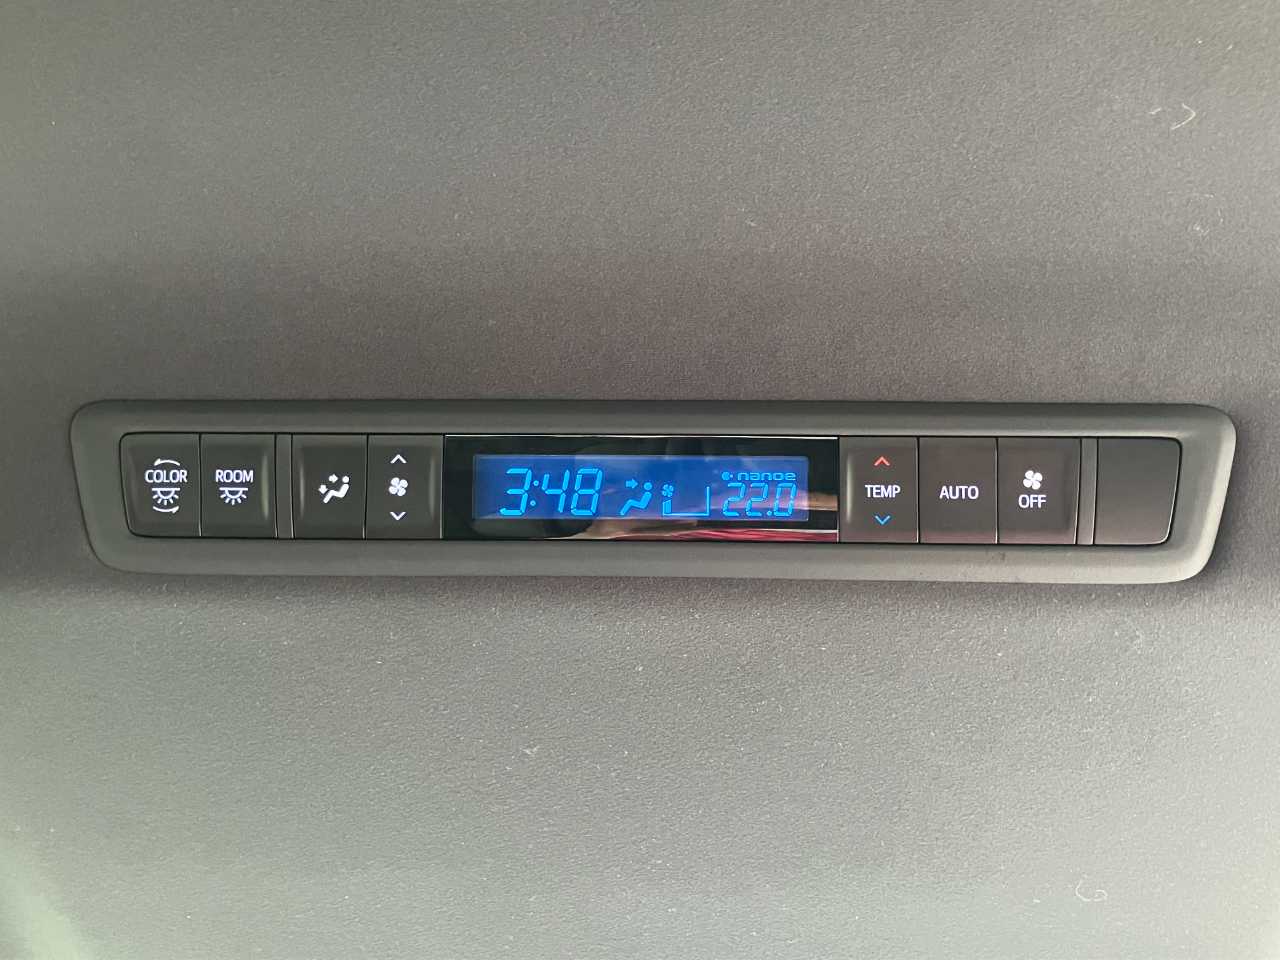 COLOR
ROOM
3:48
nanoe
22.0
TEMP
AUTO
OFF